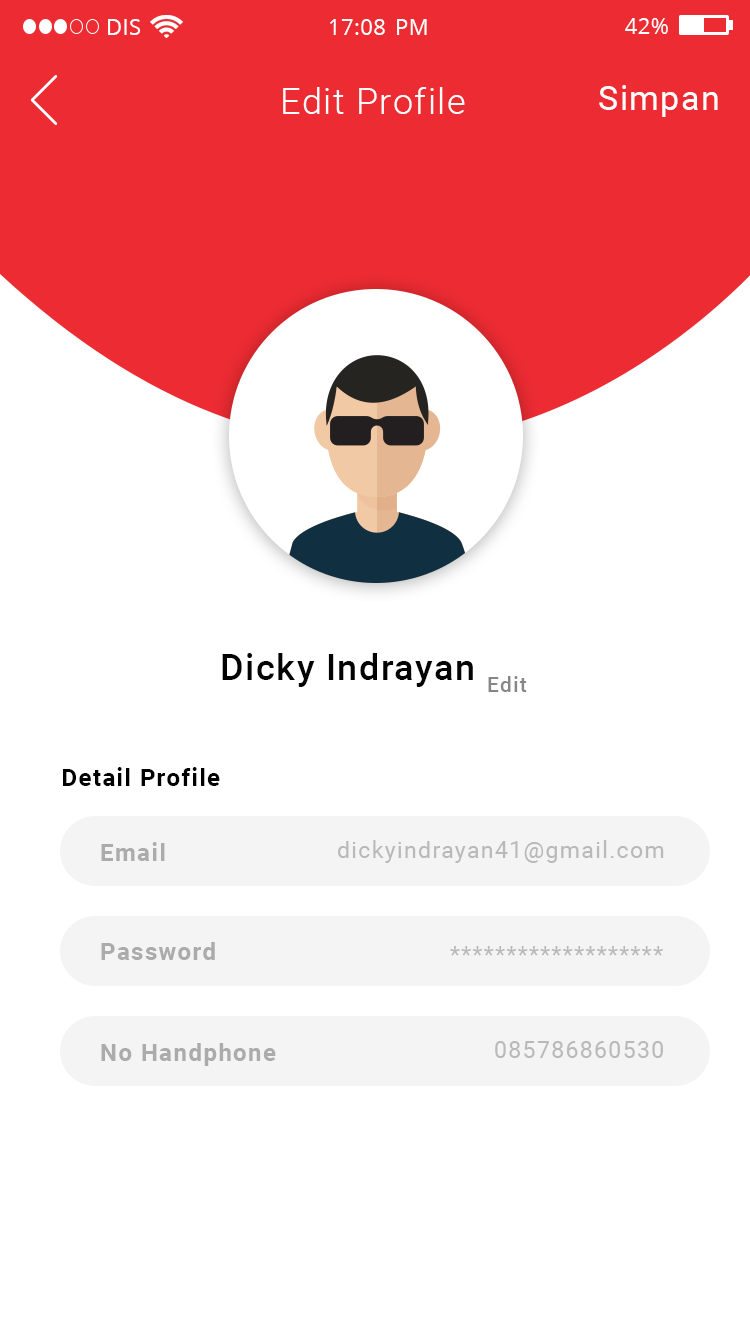 DIS 17:08 PM 42%
Edit Profile Simpan
Dicky Indrayan Edit
Detail Profile
Email dickyindrayan41@gmail.com
Password *******************
No Handphone 085786860530